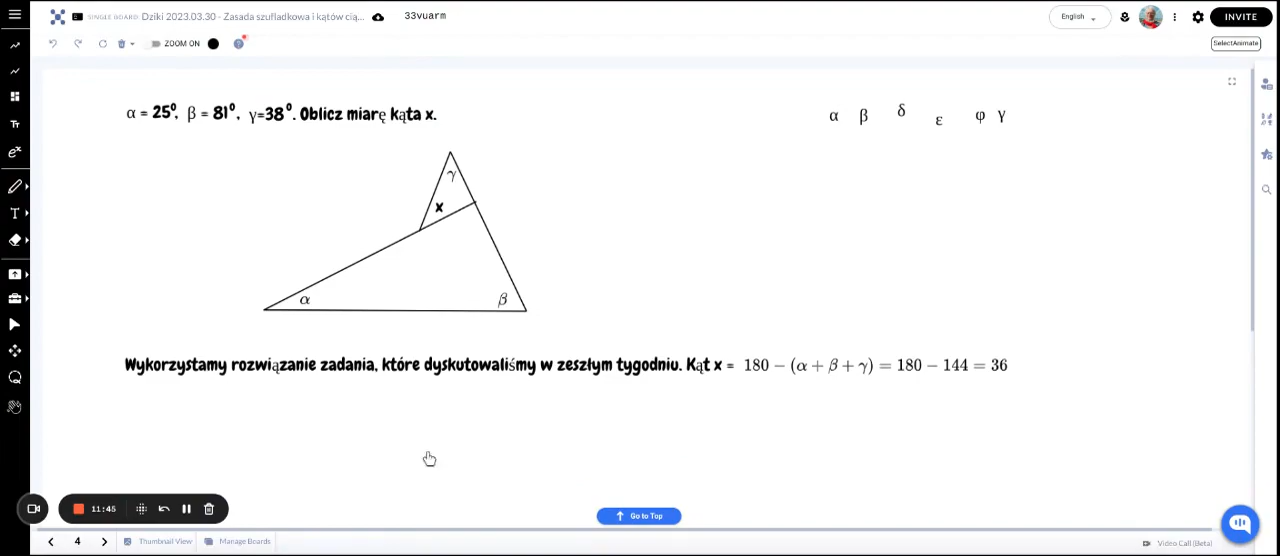 SINGLE BOARD: Dziki 2023.03.30 - Zasada szufladkowa i kątów cią... 33vuarm English INVITE
ZOOM ON SelectAnimate
α = 25⁰, β = 81⁰, γ=38⁰. Oblicz miarę kąta x.
α β δ ε φ γ
γ
x
α β
Wykorzystamy rozwiązanie zadania, które dyskutowaliśmy w zeszłym tygodniu. Kąt x = 180 − (α + β + γ) = 180 − 144 = 36
11:45
Go to Top
4 Thumbnail View Manage Boards Video Call (Beta)